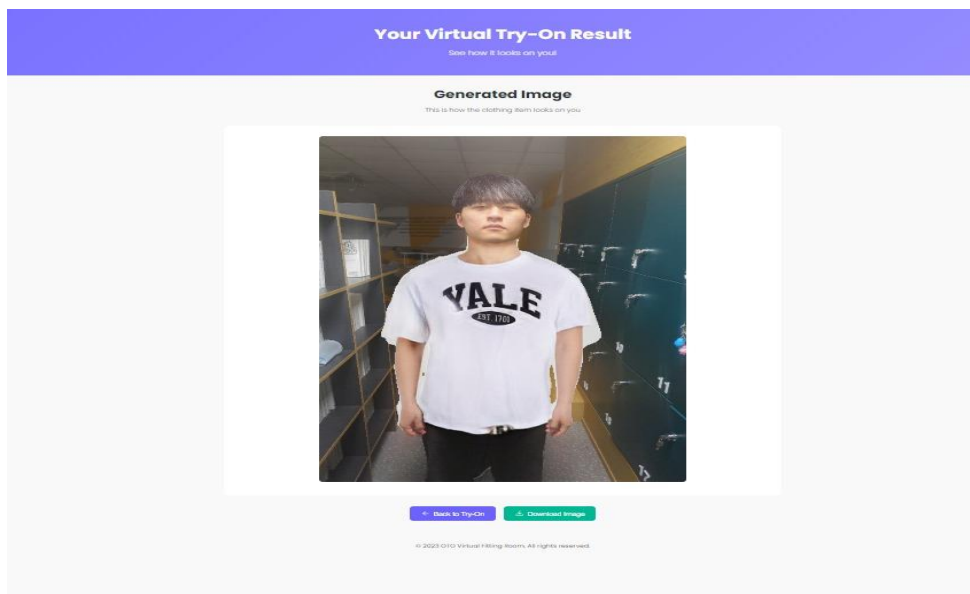 Your Virtual Try-On Result
See how it looks on you!
Generated Image
This is how the clothing item looks on you
YALE
EST. 1701
11
← Back to Try-On
Download Image
© 2023 OTO Virtual Fitting Room. All rights reserved.